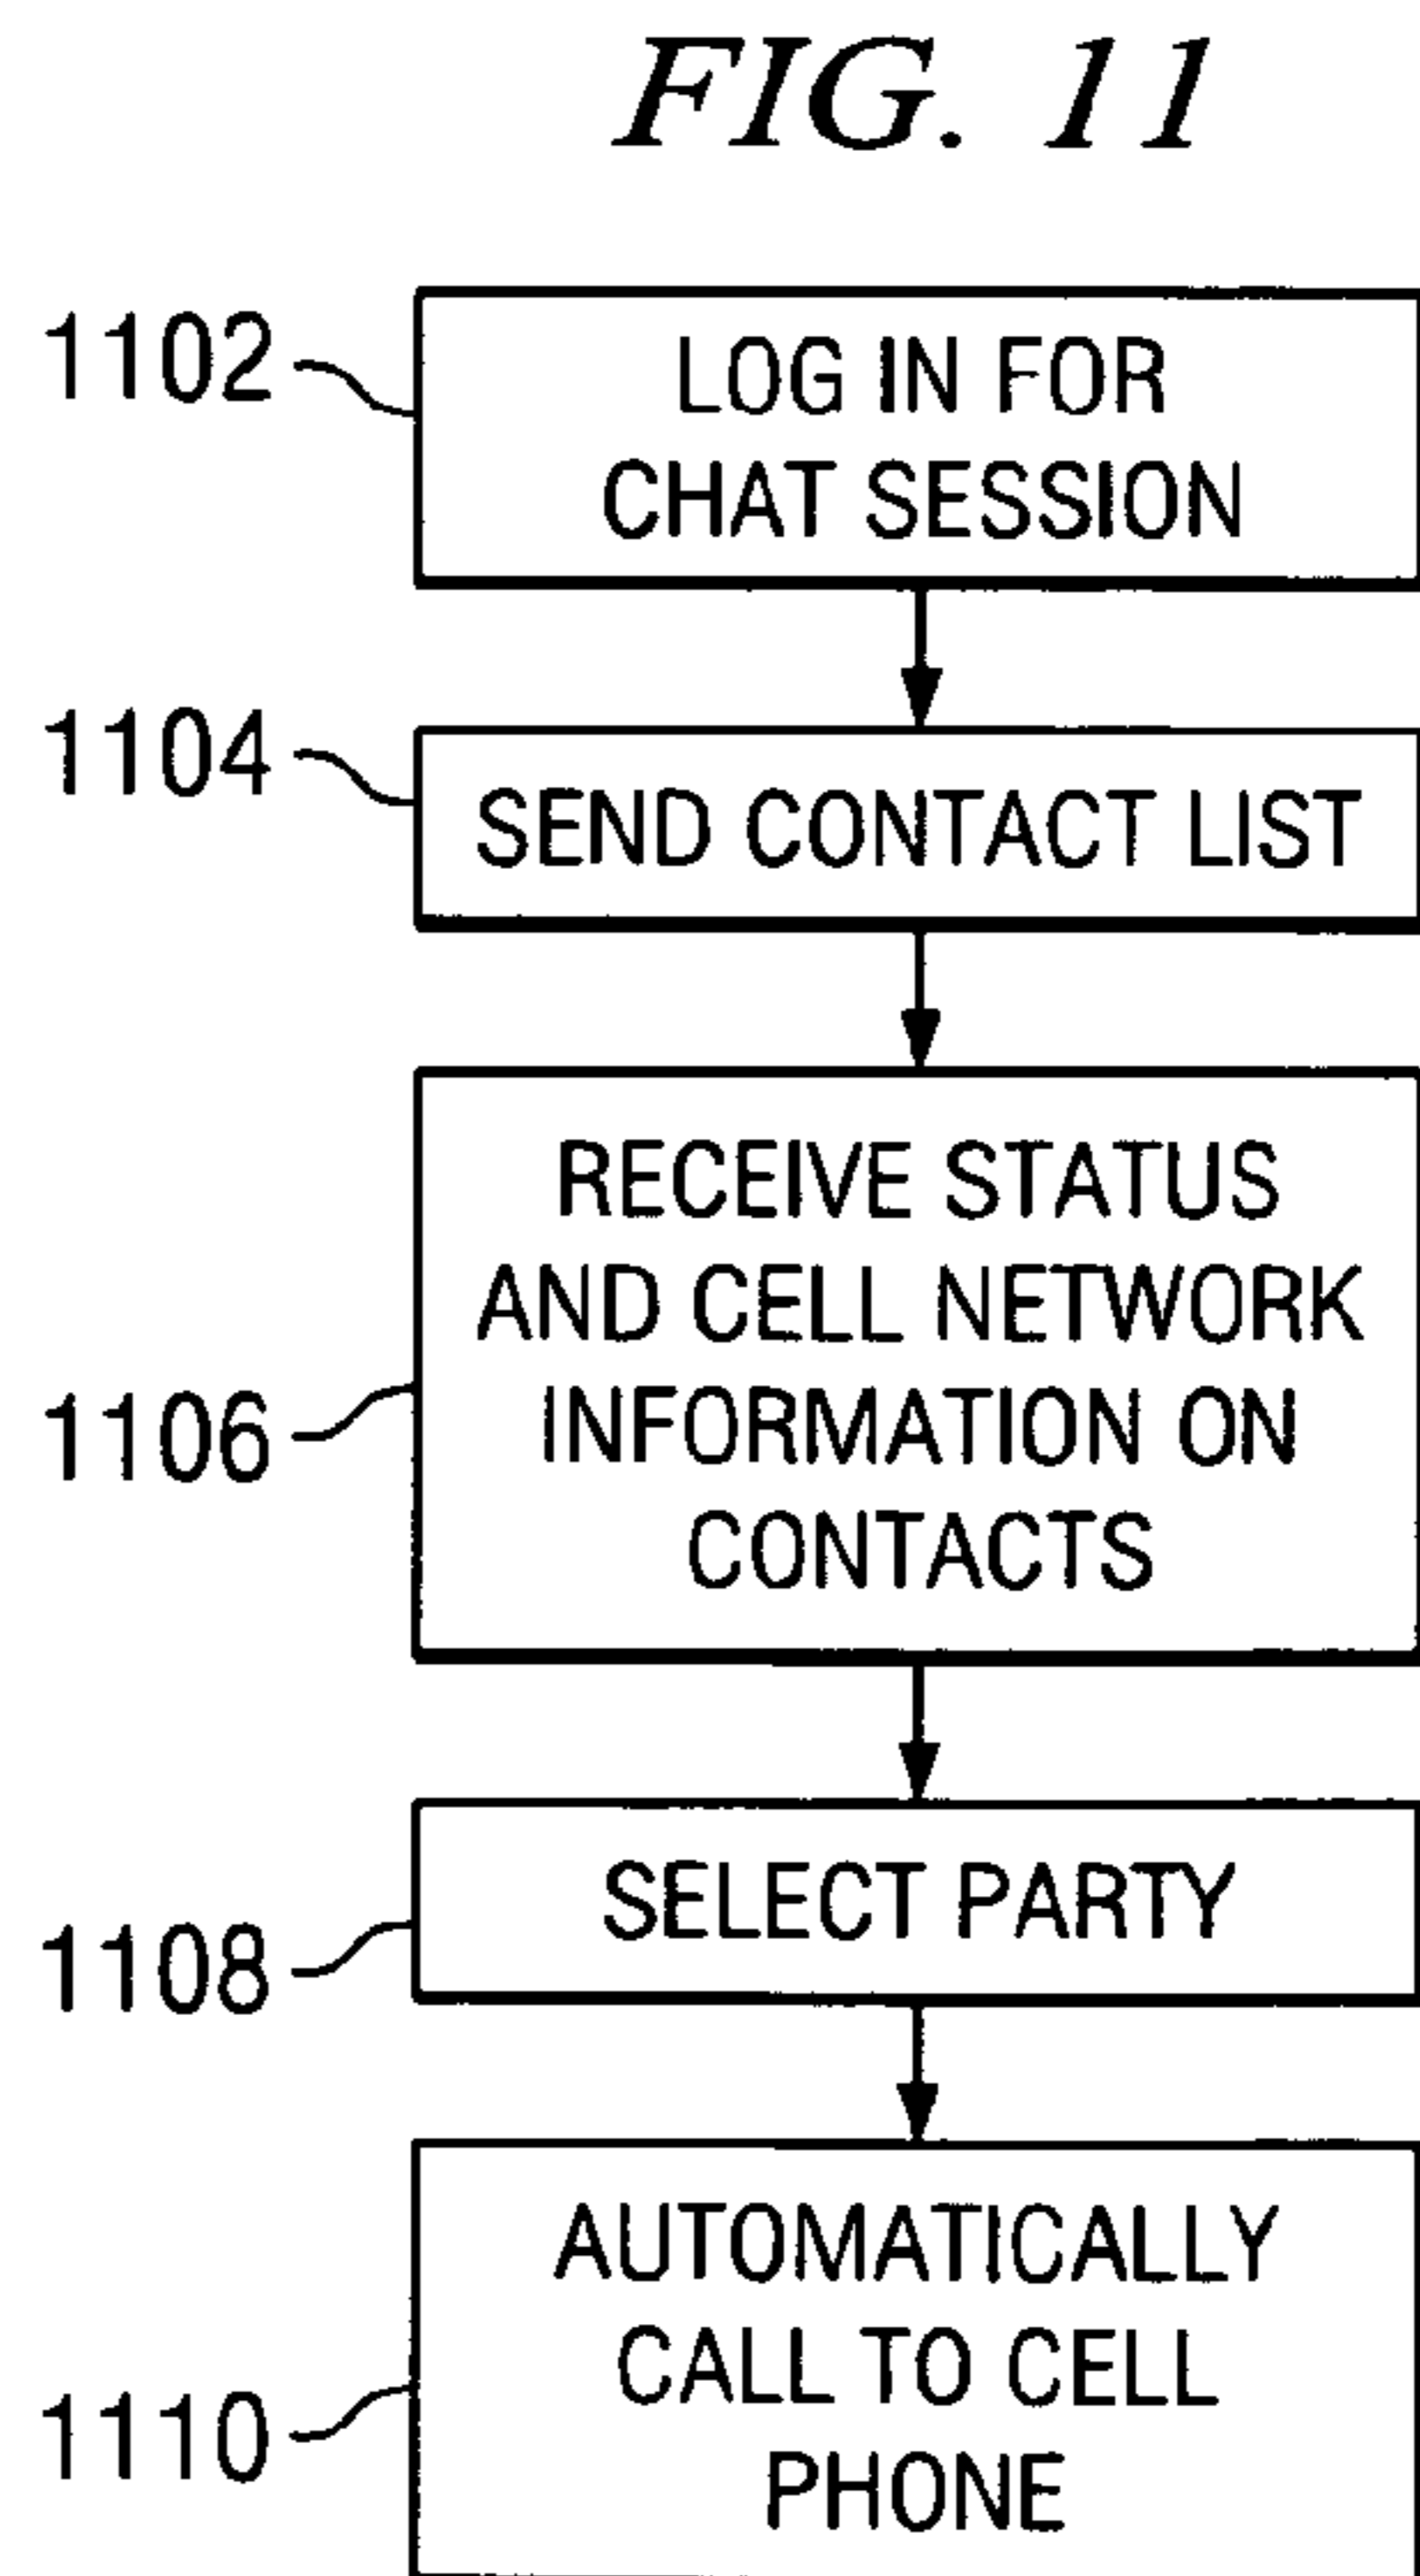 FIG. 11
1102
LOG IN FOR
CHAT SESSION
1104
SEND CONTACT LIST
RECEIVE STATUS
AND CELL NETWORK
INFORMATION ON
CONTACTS
1106
SELECT PARTY
1108
AUTOMATICALLY
CALL TO CELL
PHONE
1110